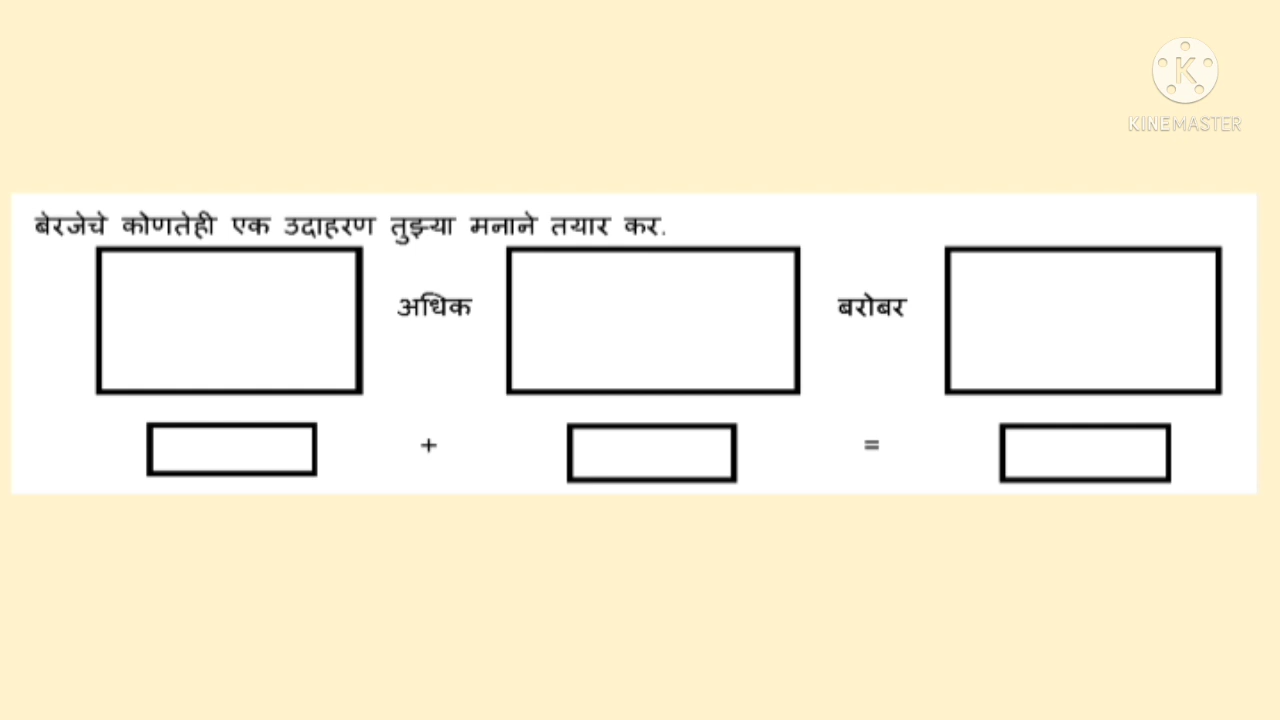 KINEMASTER
बेरजेचे कोणतेही एक उदाहरण तुझ्या मनाने तयार कर.
अधिक बरोबर
+ =